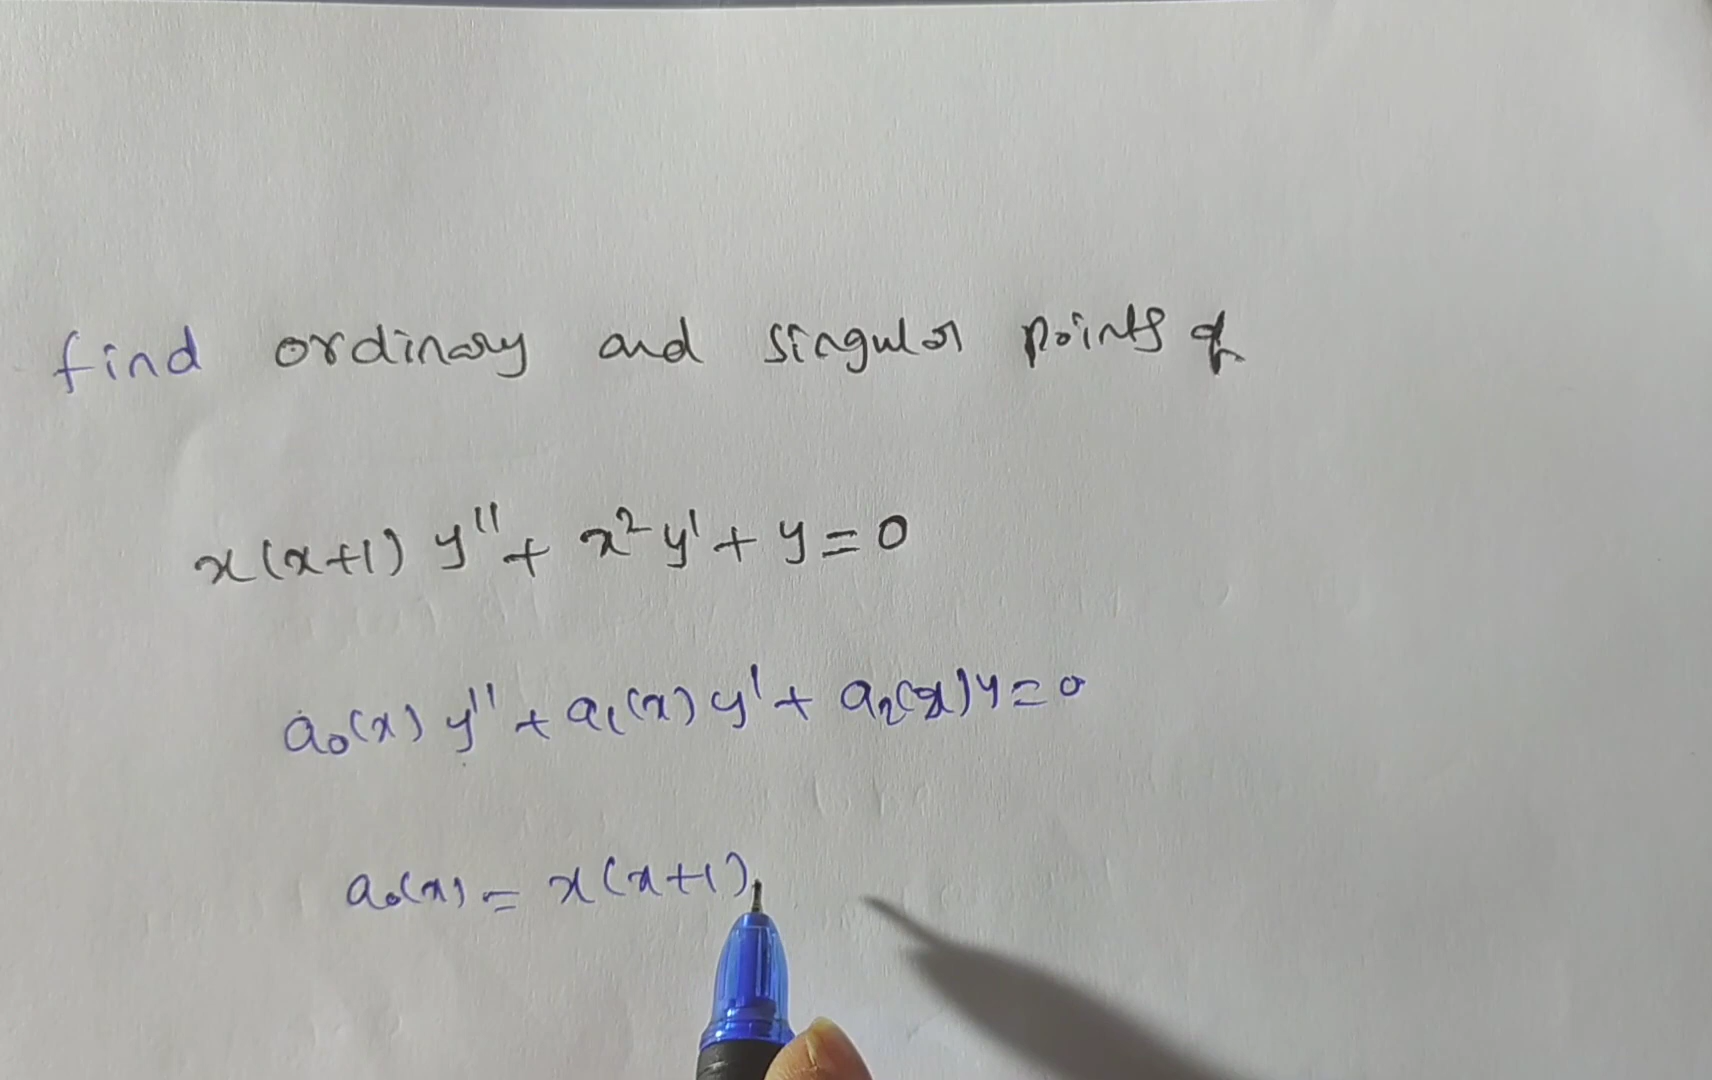 find ordinary and singular points of
x(x+1) y'' + x² y' + y = 0
a₀(x) y'' + a₁(x) y' + a₂(x) y = 0
a₀(x) = x(x+1),